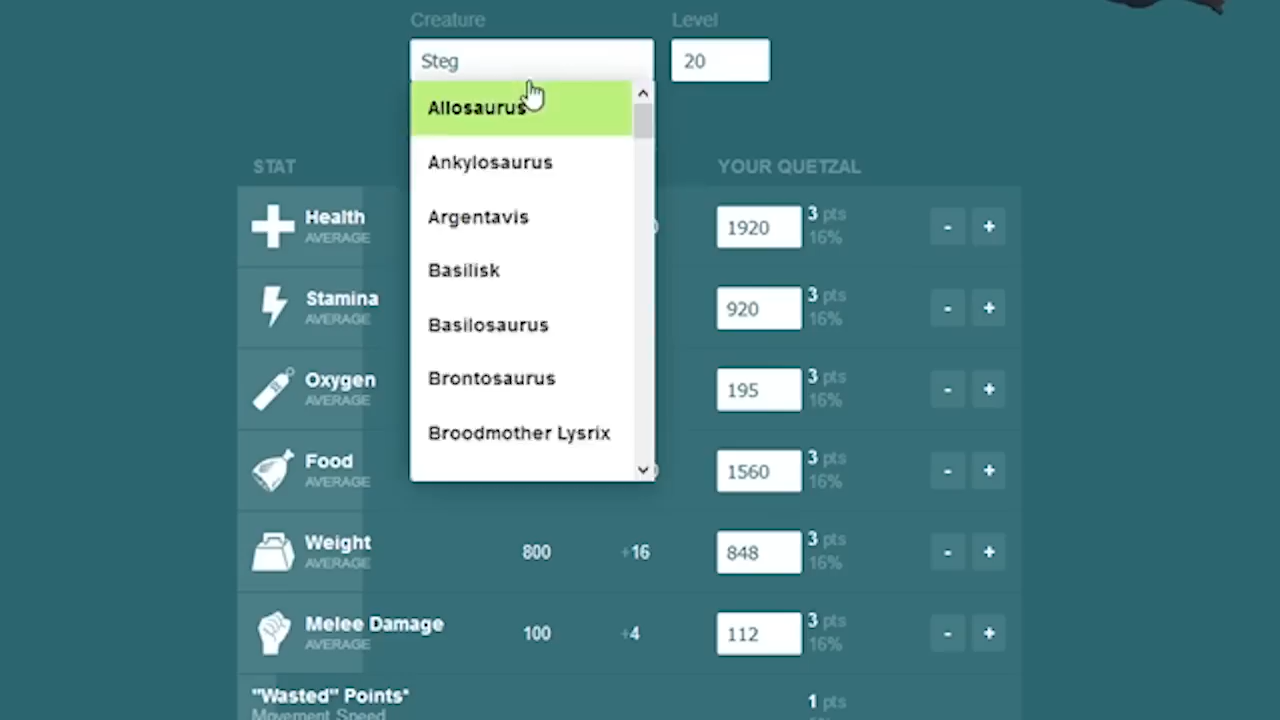 Creature Level
Steg 20
Allosaurus
Ankylosaurus
Argentavis
Basilisk
Basilosaurus
Brontosaurus
Broodmother Lysrix
STAT YOUR QUETZAL
Health 1920 3 pts - +
AVERAGE 16%
Stamina 920 3 pts - +
AVERAGE 16%
Oxygen 195 3 pts - +
AVERAGE 16%
Food 1560 3 pts - +
AVERAGE 16%
Weight 800 +16 848 3 pts - +
AVERAGE 16%
Melee Damage 100 +4 112 3 pts - +
AVERAGE 16%
"Wasted" Points* 1 pts
Movement Speed